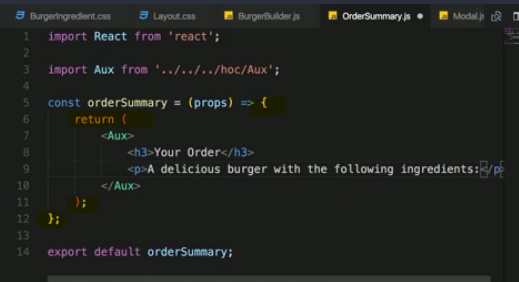 BurgerIngredient.css Layout.css BurgerBuilder.js OrderSummary.js Modal.js
1 import React from 'react';
2
3 import Aux from '../../../hoc/Aux';
4
5 const orderSummary = (props) => {
6 return (
7 <Aux>
8 <h3>Your Order</h3>
9 <p>A delicious burger with the following ingredients:</p>
10 </Aux>
11 );
12 };
13
14 export default orderSummary;